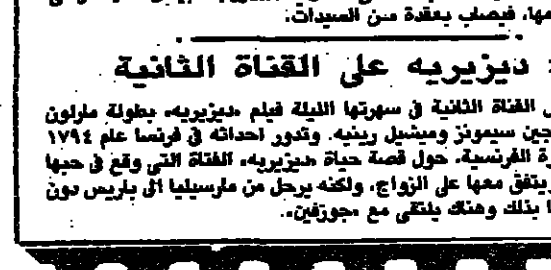 مها، فيصاب بعقدة من السيدات.
: ديزيريه على القناة الثانية
القناة الثانية في سهرتها الليلة فيلم «ديزيريه» بطولة مارلون
جين سيمونز وميشيل رينيه. وتدور احداثه في فرنسا عام ١٧٩٤
رة الفرنسية، حول قصة حياة «ديزيريه» الفتاة التي وقع في حبها
ويتفق معها على الزواج، ولكنه يرحل من مارسيليا الى باريس دون
ا بذلك وهناك يلتقى مع «جوزفين».